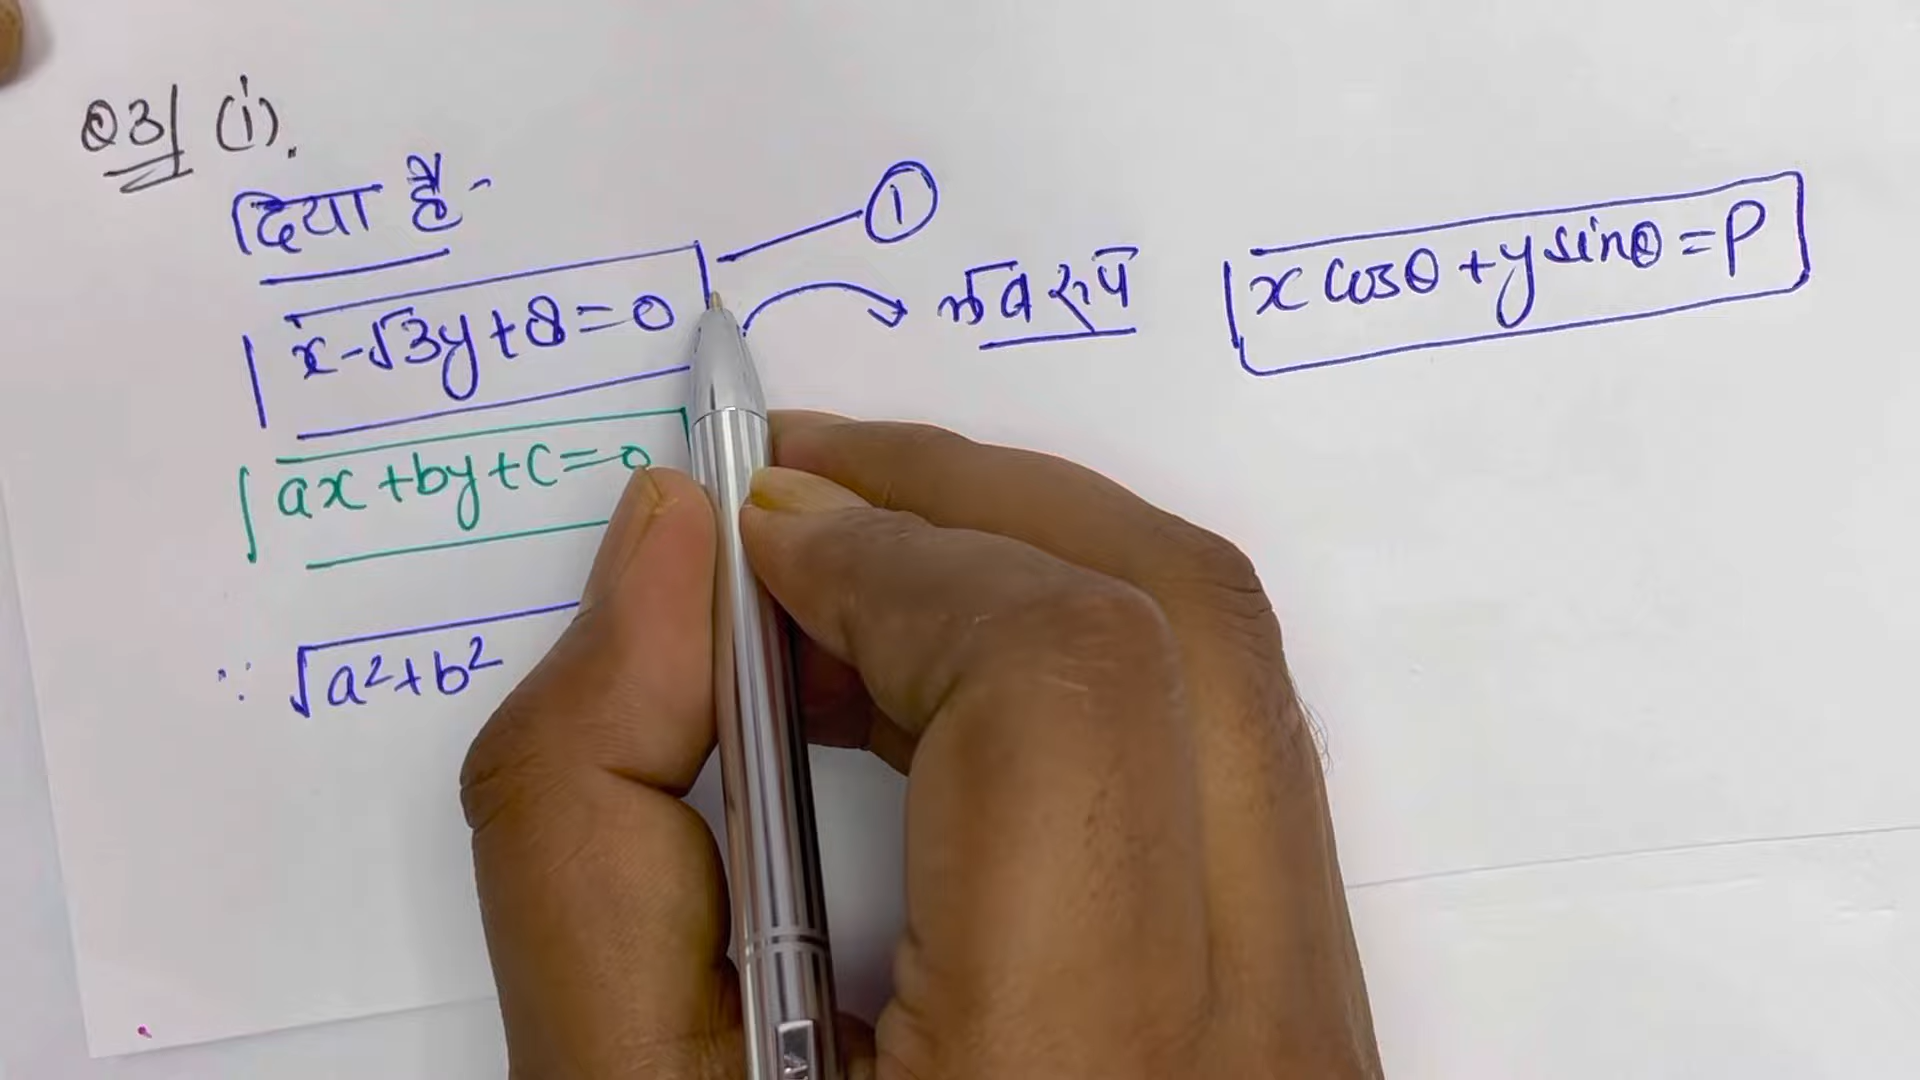 Q3/ (i).
दिया है -
x-√3y+8=0 ①
लंब रूप x cosθ + y sinθ = P
ax+by+c=0
∵ √a²+b²